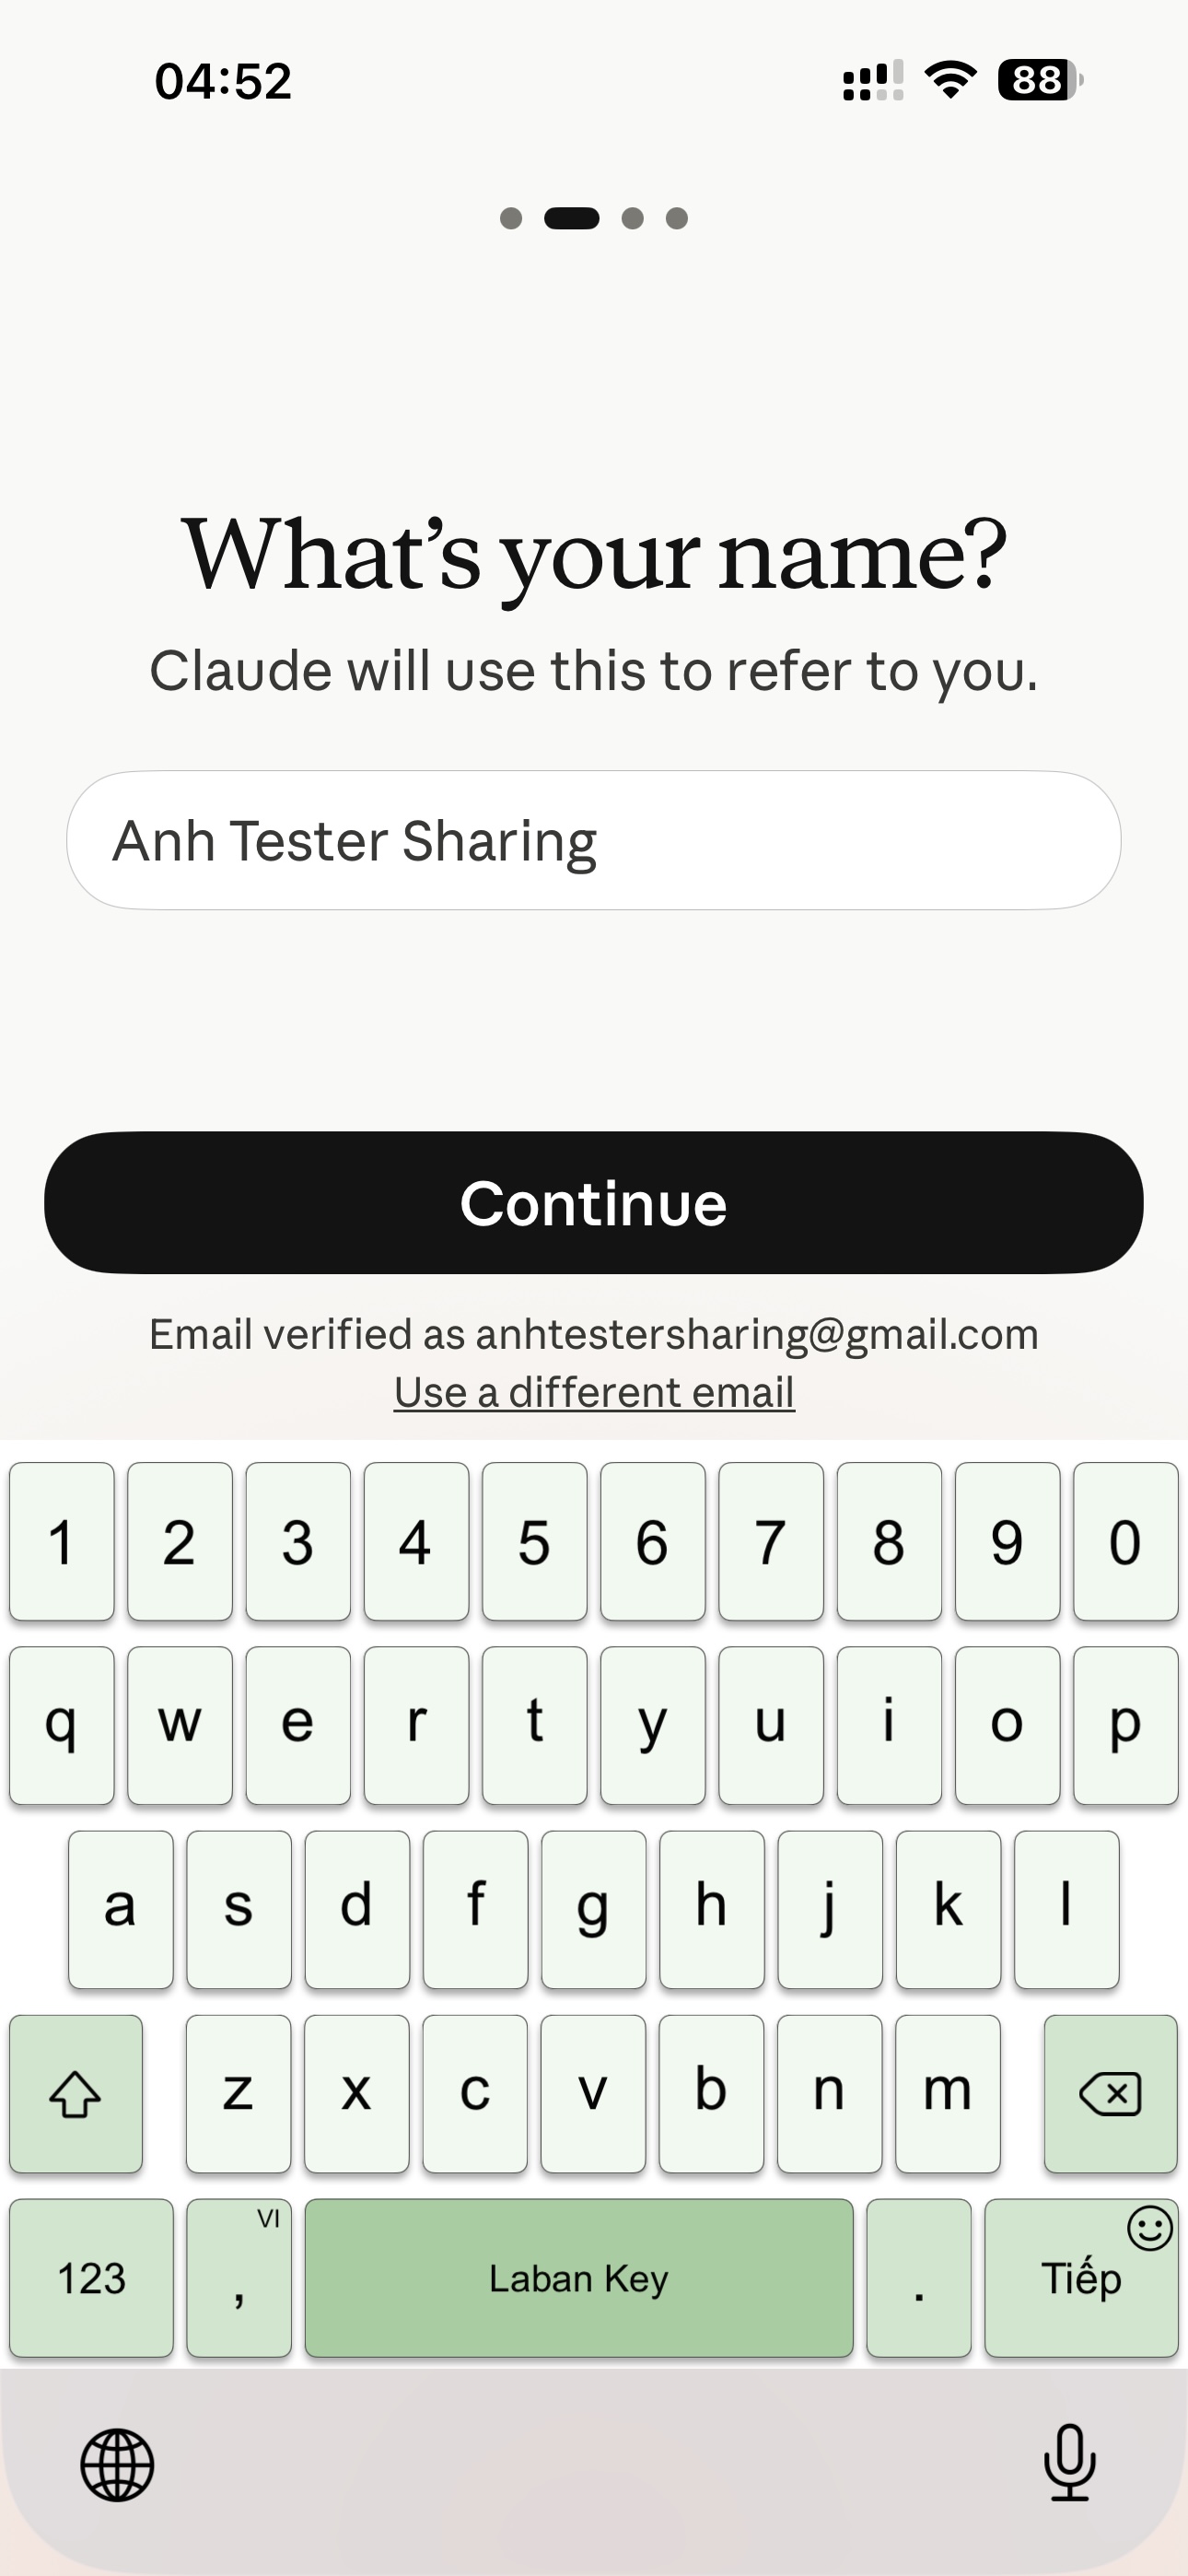 04:52
88
What’s your name?
Claude will use this to refer to you.
Anh Tester Sharing
Continue
Email verified as anhtestersharing@gmail.com
Use a different email
1 2 3 4 5 6 7 8 9 0
q w e r t y u i o p
a s d f g h j k l
z x c v b n m
123 , VI Laban Key . Tiếp